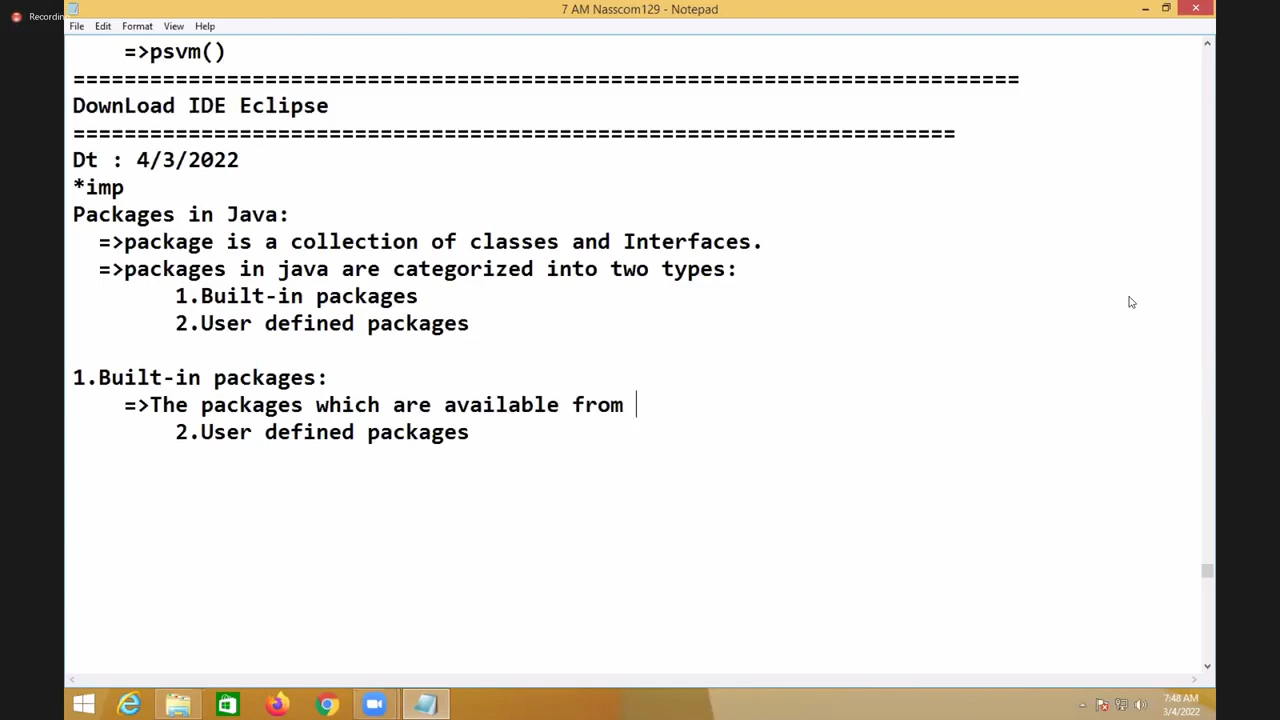 Recording
7 AM Nasscom129 - Notepad
File Edit Format View Help
=>psvm()
==========================================================================
DownLoad IDE Eclipse
=====================================================================
Dt : 4/3/2022
*imp
Packages in Java:
=>package is a collection of classes and Interfaces.
=>packages in java are categorized into two types:
1.Built-in packages
2.User defined packages
1.Built-in packages:
=>The packages which are available from
2.User defined packages
7:48 AM
3/4/2022